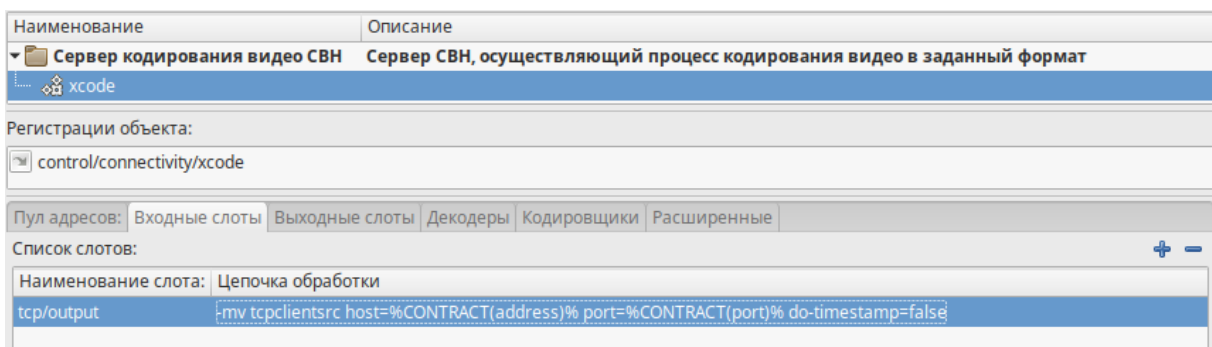 Наименование Описание
Сервер кодирования видео СВН Сервер СВН, осуществляющий процесс кодирования видео в заданный формат
xcode
Регистрации объекта:
control/connectivity/xcode
Пул адресов: Входные слоты Выходные слоты Декодеры Кодировщики Расширенные
Список слотов:
Наименование слота: Цепочка обработки
tcp/output -mv tcpclientsrc host=%CONTRACT(address)% port=%CONTRACT(port)% do-timestamp=false